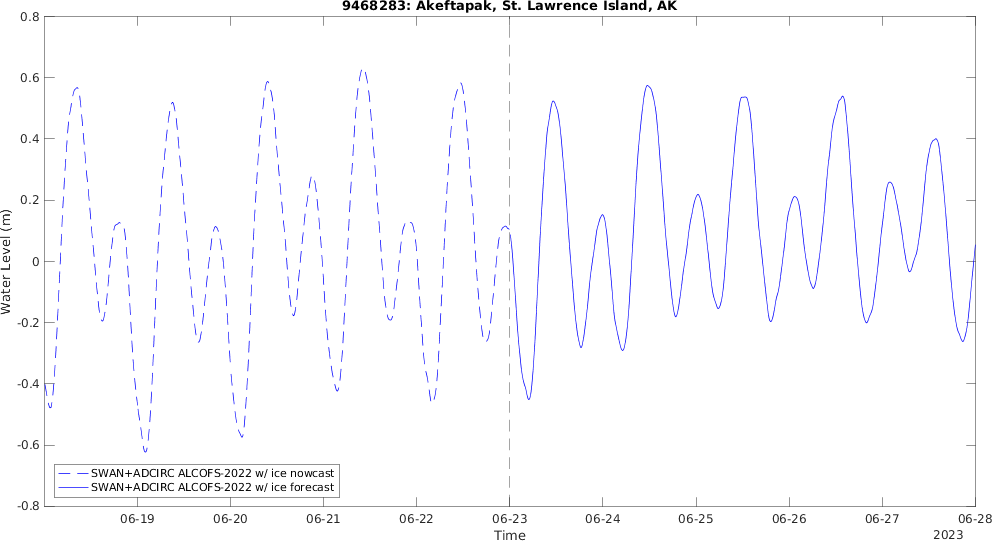 9468283: Akeftapak, St. Lawrence Island, AK
0.8
0.6
0.4
0.2
0
-0.2
-0.4
-0.6
-0.8
Water Level (m)
SWAN+ADCIRC ALCOFS-2022 w/ ice nowcast
SWAN+ADCIRC ALCOFS-2022 w/ ice forecast
06-19 06-20 06-21 06-22 06-23 06-24 06-25 06-26 06-27 06-28
Time
2023